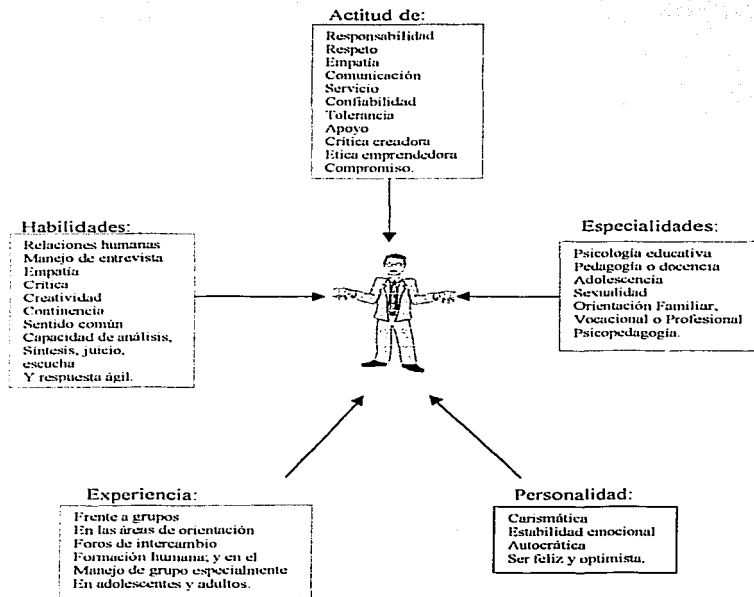 Actitud de:
Responsabilidad
Respeto
Empatía
Comunicación
Servicio
Confiabilidad
Tolerancia
Apoyo
Crítica creadora
Etica emprendedora
Compromiso.
Habilidades:
Relaciones humanas
Manejo de entrevista
Empatía
Crítica
Creatividad
Continencia
Sentido común
Capacidad de análisis,
Síntesis, juicio,
escucha
Y respuesta ágil.
Especialidades:
Psicología educativa
Pedagogía o docencia
Adolescencia
Sexualidad
Orientación Familiar,
Vocacional o Profesional
Psicopedagogía.
Experiencia:
Frente a grupos
En las áreas de orientación
Foros de intercambio
Formación humana; y en el
Manejo de grupo especialmente
En adolescentes y adultos.
Personalidad:
Carismática
Estabilidad emocional
Autocrática
Ser feliz y optimista.